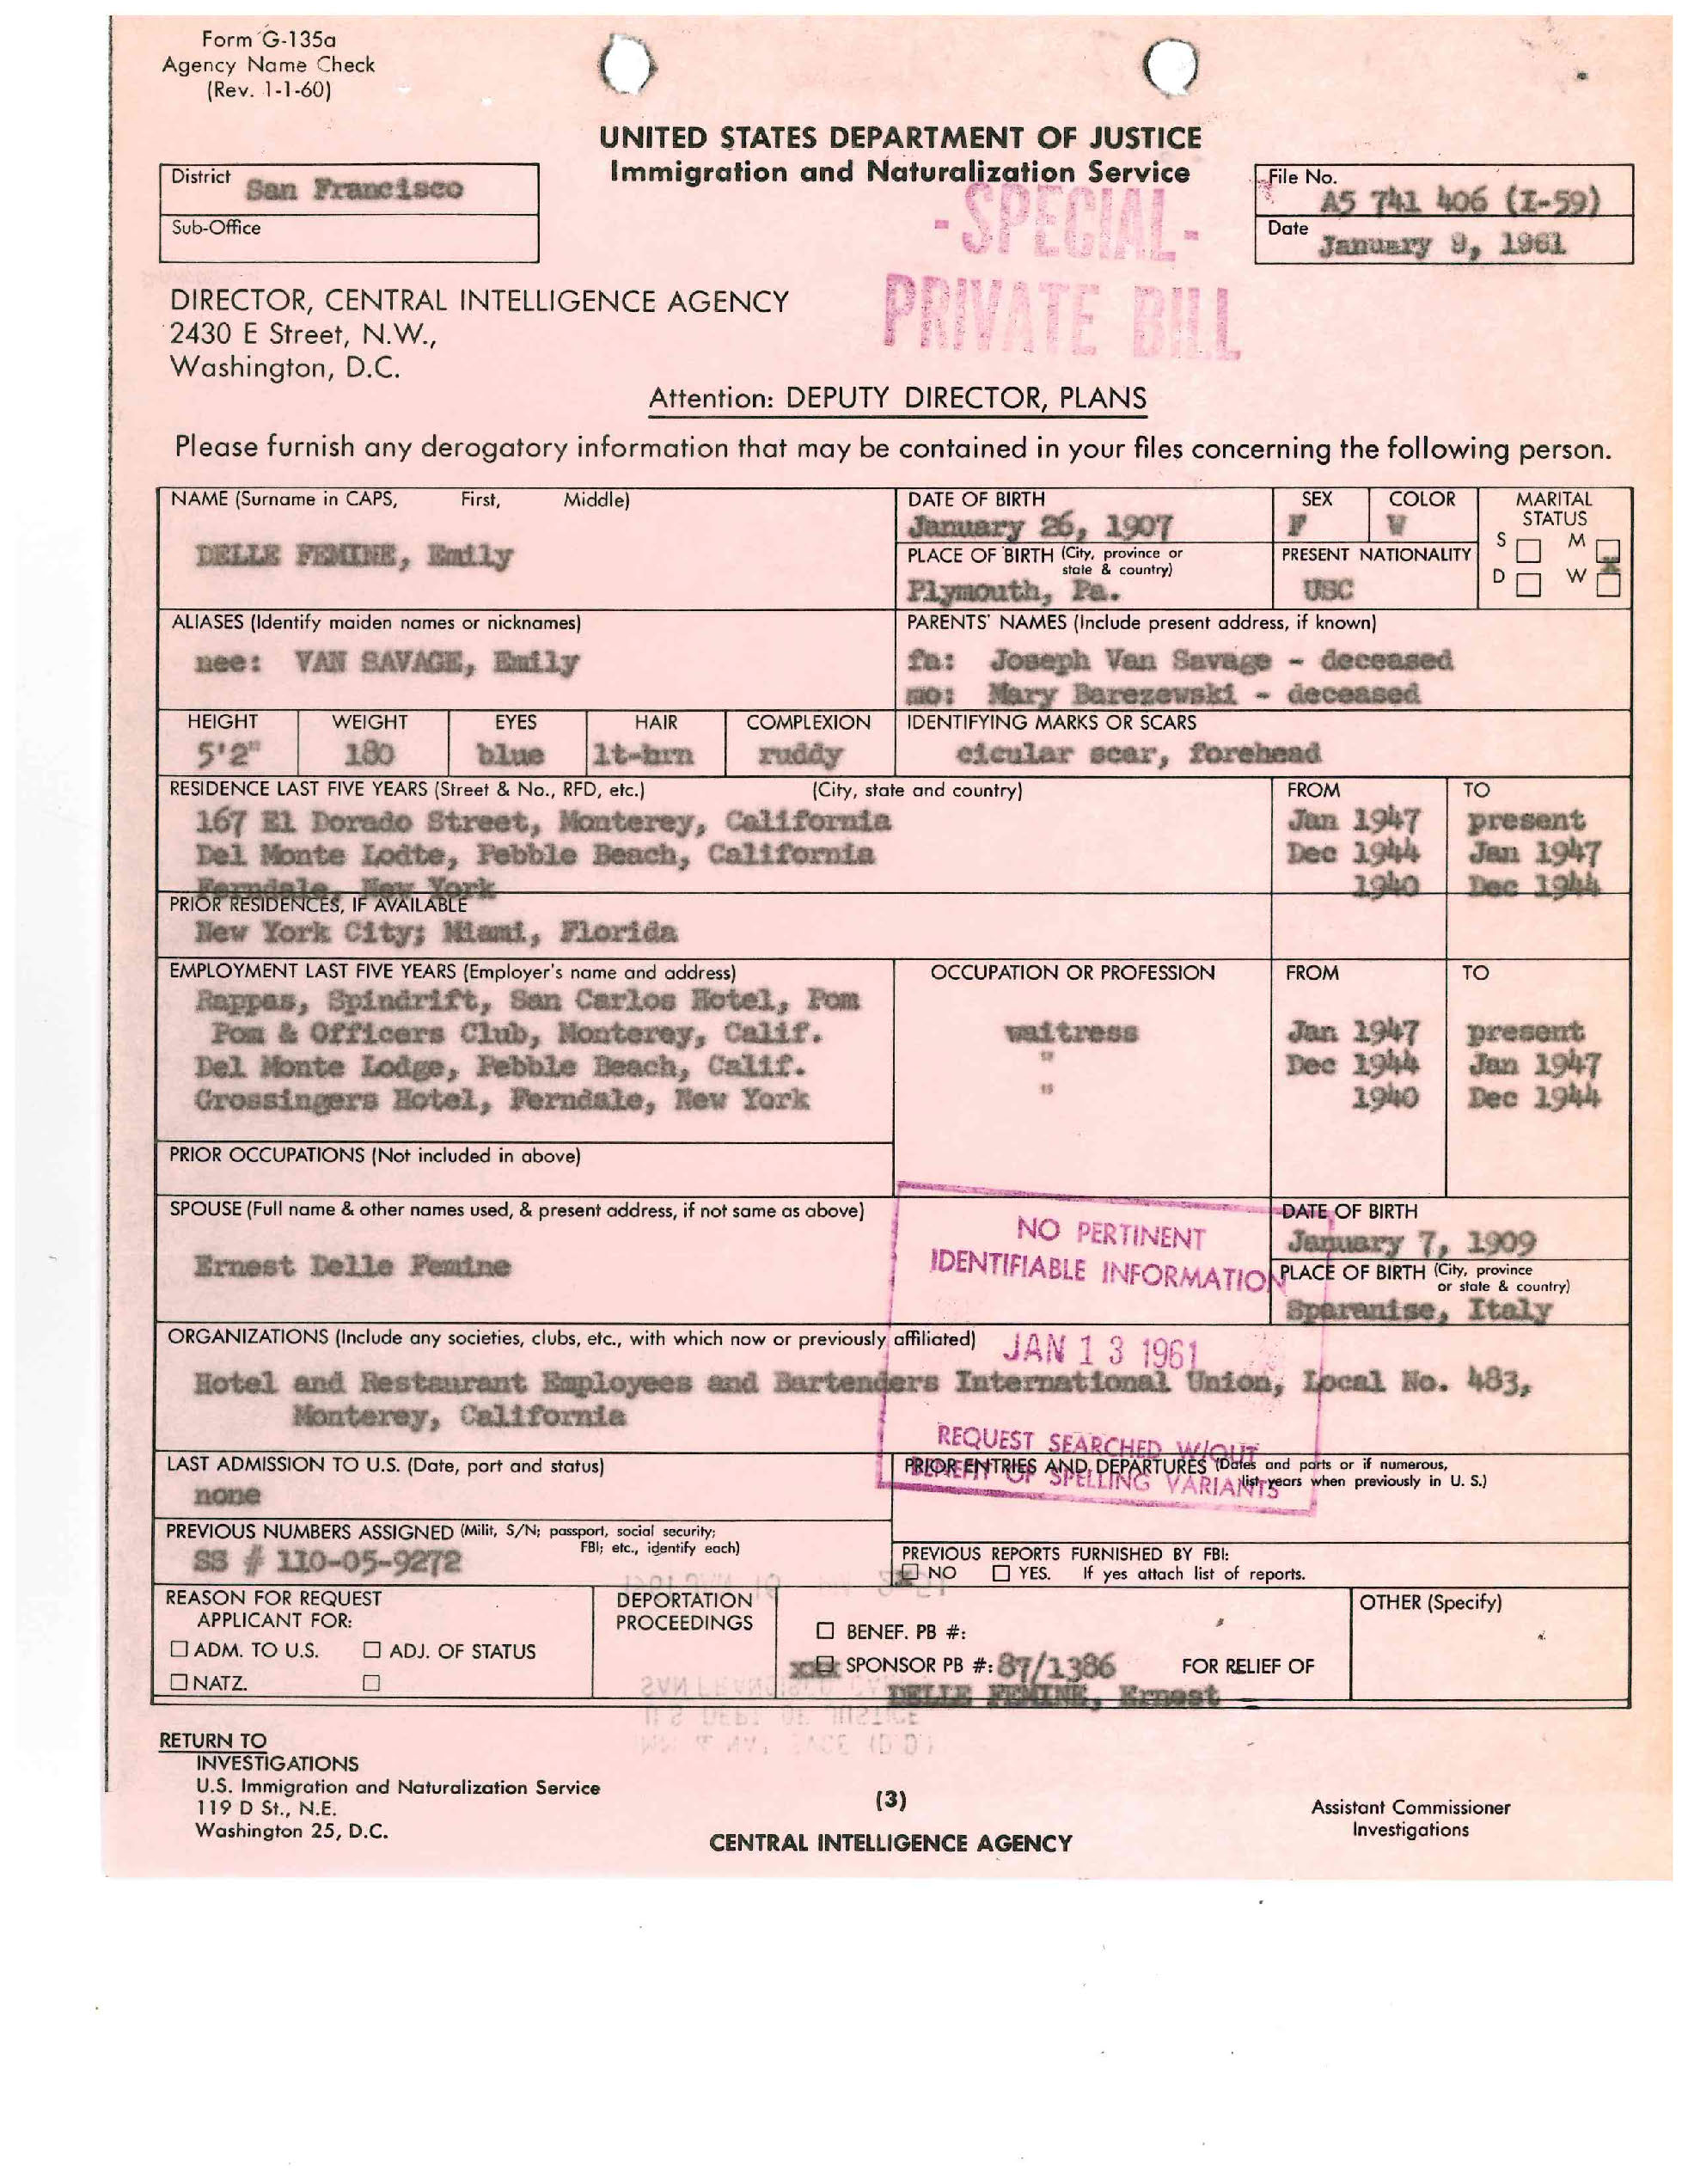 Form G-135a
Agency Name Check
(Rev. 1-1-60)
UNITED STATES DEPARTMENT OF JUSTICE
Immigration and Naturalization Service
District San Francisco
Sub-Office
File No. A5 741 406 (I-59)
Date January 9, 1961
- SPECIAL -
PRIVATE BILL
DIRECTOR, CENTRAL INTELLIGENCE AGENCY
2430 E Street, N.W.,
Washington, D.C.
Attention: DEPUTY DIRECTOR, PLANS
Please furnish any derogatory information that may be contained in your files concerning the following person.
NAME (Surname in CAPS, First, Middle)
DELLE FEMINE, Emily
DATE OF BIRTH
January 26, 1907
SEX
F
COLOR
W
MARITAL STATUS
S M
D W
PLACE OF BIRTH (City, province or state & country)
Plymouth, Pa.
PRESENT NATIONALITY
USC
ALIASES (Identify maiden names or nicknames)
nee: VAN SAVAGE, Emily
PARENTS' NAMES (Include present address, if known)
fa: Joseph Van Savage - deceased
mo: Mary Barezewski - deceased
HEIGHT
5'2"
WEIGHT
180
EYES
blue
HAIR
lt-brn
COMPLEXION
ruddy
IDENTIFYING MARKS OR SCARS
cicular scar, forehead
RESIDENCE LAST FIVE YEARS (Street & No., RFD, etc.) (City, state and country) FROM TO
167 El Dorado Street, Monterey, California Jan 1947 present
Del Monte Lodte, Pebble Beach, California Dec 1944 Jan 1947
Ferndale, New York 1940 Dec 1944
PRIOR RESIDENCES, IF AVAILABLE
New York City; Miami, Florida
EMPLOYMENT LAST FIVE YEARS (Employer's name and address) OCCUPATION OR PROFESSION FROM TO
Rappas, Spindrift, San Carlos Hotel, Pom
Pom & Officers Club, Monterey, Calif. waitress Jan 1947 present
Del Monte Lodge, Pebble Beach, Calif. " Dec 1944 Jan 1947
Grossingers Hotel, Ferndale, New York " 1940 Dec 1944
PRIOR OCCUPATIONS (Not included in above)
SPOUSE (Full name & other names used, & present address, if not same as above)
Ernest Delle Femine
DATE OF BIRTH
January 7, 1909
PLACE OF BIRTH (City, province or state & country)
Sparanise, Italy
NO PERTINENT
IDENTIFIABLE INFORMATION
JAN 13 1961
REQUEST SEARCHED W/OUT
BENEFIT OF SPELLING VARIANTS
ORGANIZATIONS (Include any societies, clubs, etc., with which now or previously affiliated)
Hotel and Restaurant Employees and Bartenders International Union, Local No. 483,
Monterey, California
LAST ADMISSION TO U.S. (Date, port and status)
none
PRIOR ENTRIES AND DEPARTURES (Dates and ports or if numerous, list years when previously in U. S.)
PREVIOUS NUMBERS ASSIGNED (Milit, S/N; passport, social security; FBI; etc., identify each)
SS # 110-05-9272
PREVIOUS REPORTS FURNISHED BY FBI:
NO YES. If yes attach list of reports.
REASON FOR REQUEST
APPLICANT FOR:
ADM. TO U.S. ADJ. OF STATUS
NATZ.
DEPORTATION
PROCEEDINGS
BENEF. PB #:
SPONSOR PB #: 87/1386 FOR RELIEF OF
DELLE FEMINE, Ernest
OTHER (Specify)
RETURN TO
INVESTIGATIONS
U.S. Immigration and Naturalization Service
119 D St., N.E.
Washington 25, D.C.
(3)
CENTRAL INTELLIGENCE AGENCY
Assistant Commissioner
Investigations